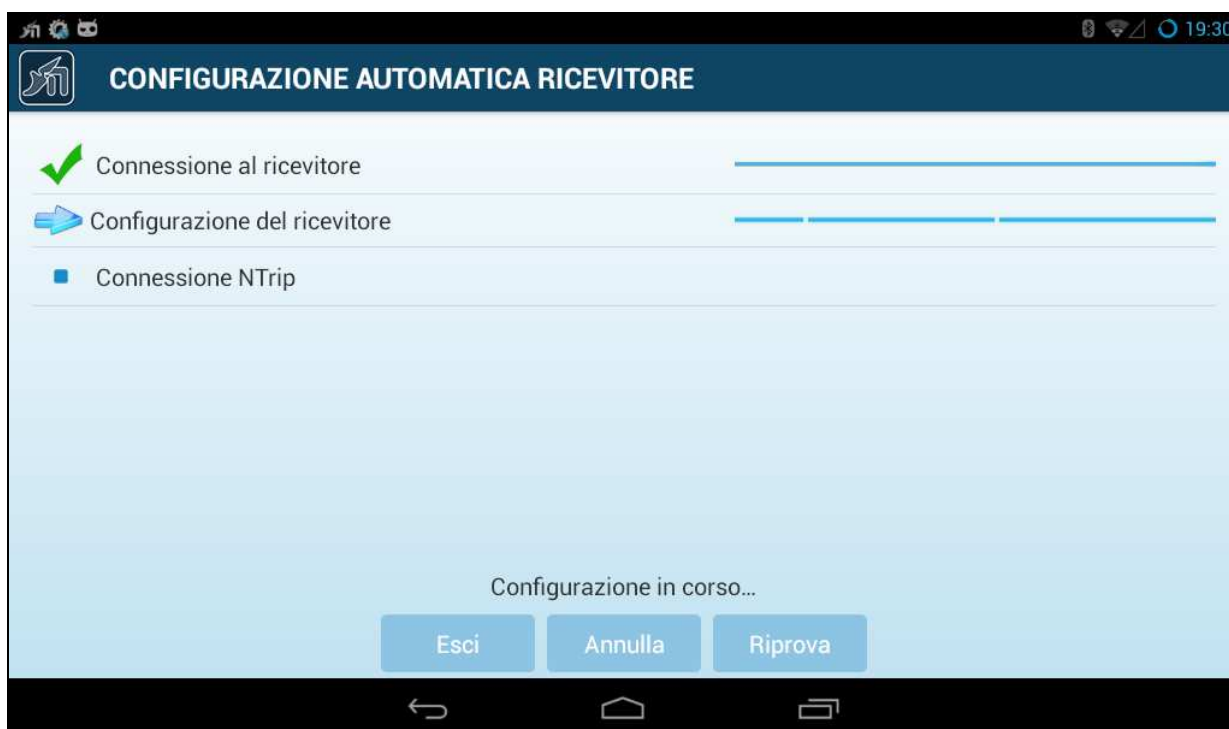 19:30
CONFIGURAZIONE AUTOMATICA RICEVITORE
Connessione al ricevitore
Configurazione del ricevitore
Connessione NTrip
Configurazione in corso...
Esci
Annulla
Riprova